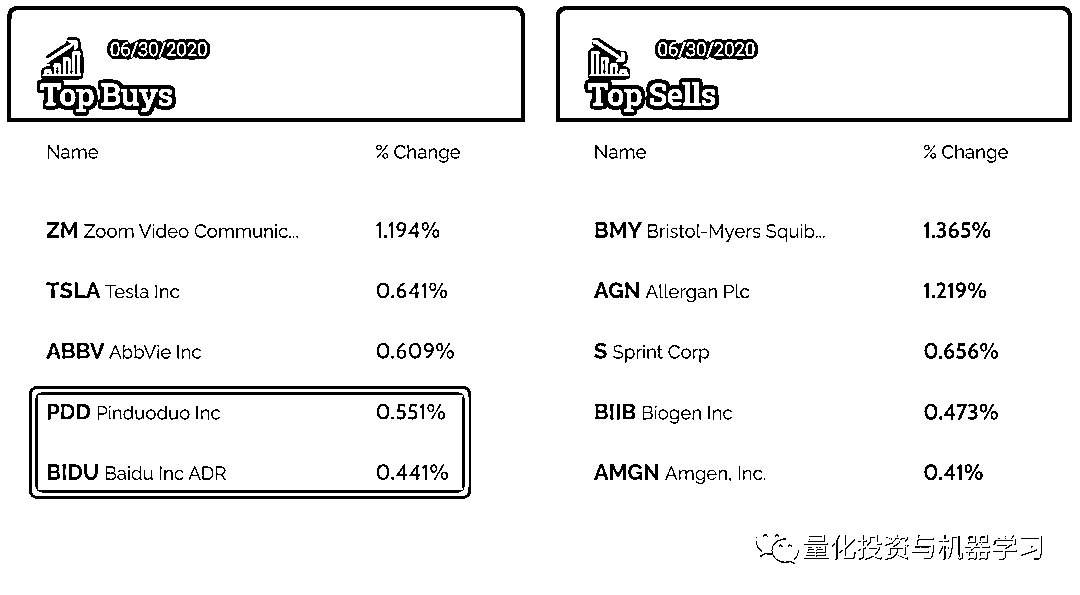 06/30/2020
Top Buys
Name % Change
ZM Zoom Video Communic... 1.194%
TSLA Tesla Inc 0.641%
ABBV AbbVie Inc 0.609%
PDD Pinduoduo Inc 0.551%
BIDU Baidu Inc ADR 0.441%
06/30/2020
Top Sells
Name % Change
BMY Bristol-Myers Squib... 1.365%
AGN Allergan Plc 1.219%
S Sprint Corp 0.656%
BIIB Biogen Inc 0.473%
AMGN Amgen, Inc. 0.41%
量化投资与机器学习